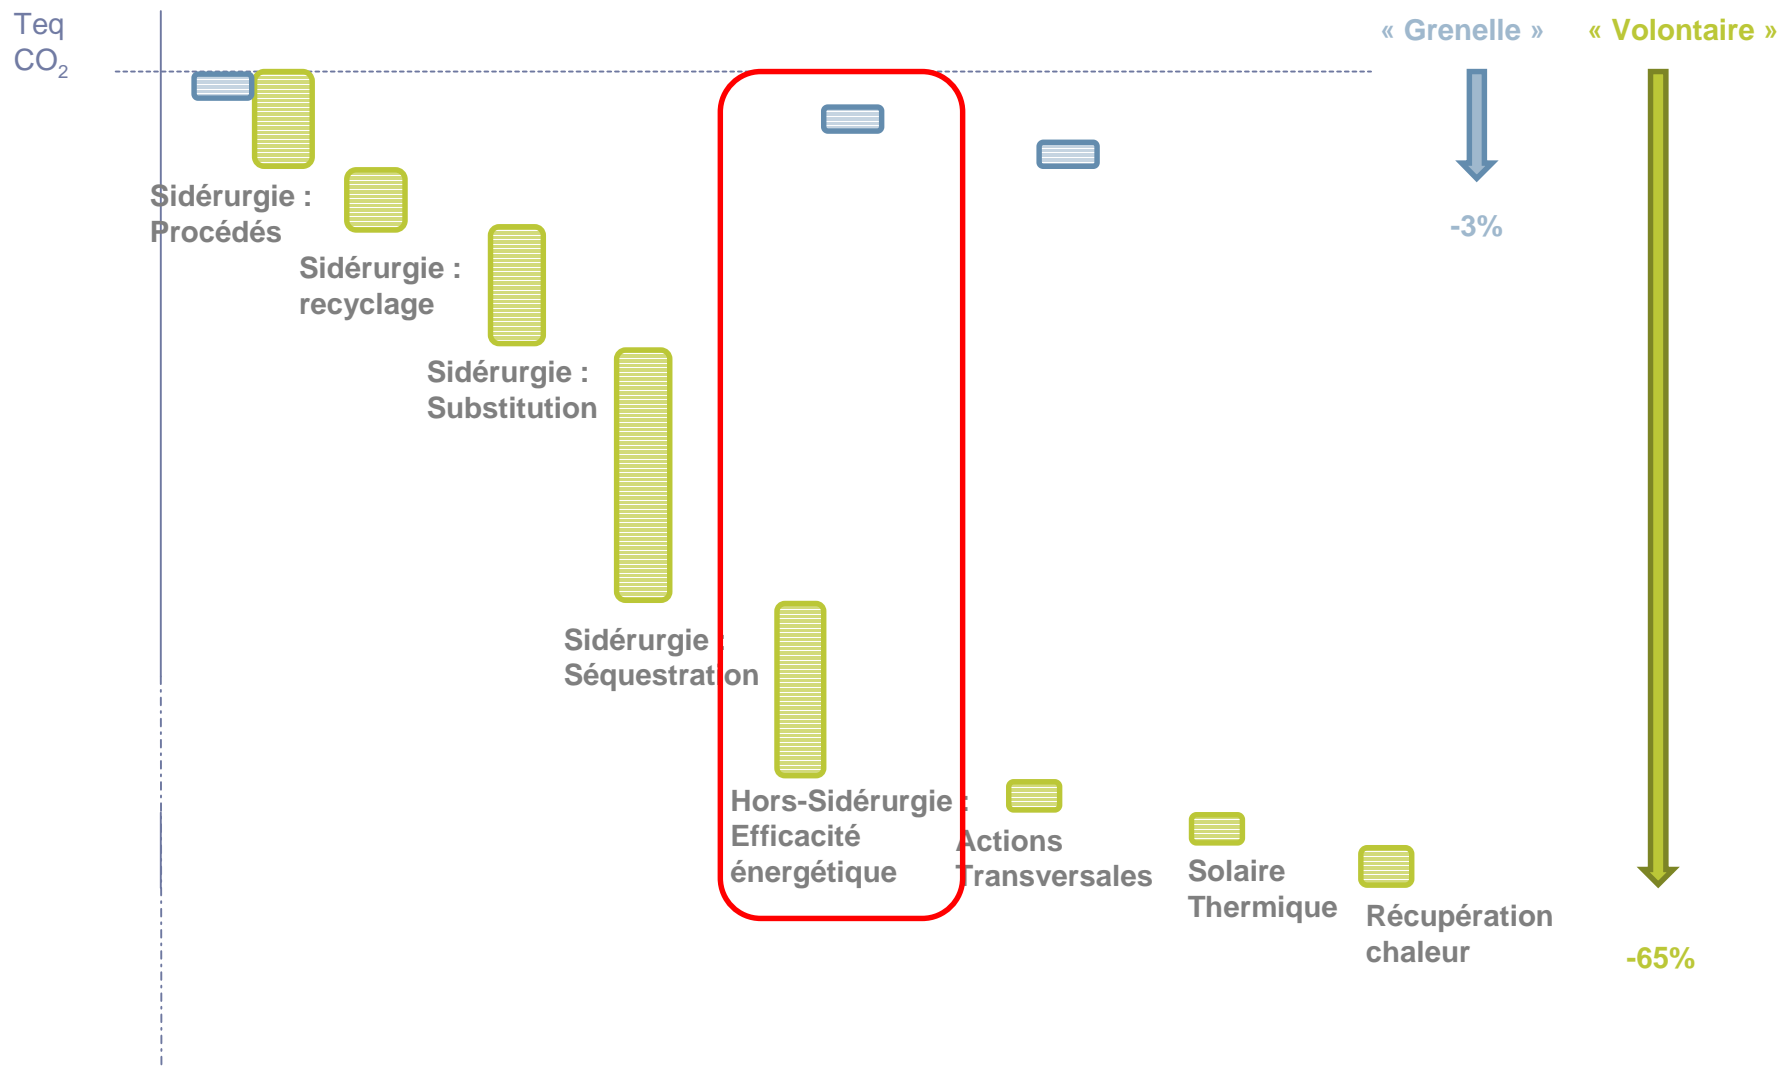 Teq
CO₂
« Grenelle »
« Volontaire »
Sidérurgie :
Procédés
-3%
Sidérurgie :
recyclage
Sidérurgie :
Substitution
Sidérurgie :
Séquestration
Hors-Sidérurgie :
Efficacité
énergétique
Actions
Transversales
Solaire
Thermique
Récupération
chaleur
-65%